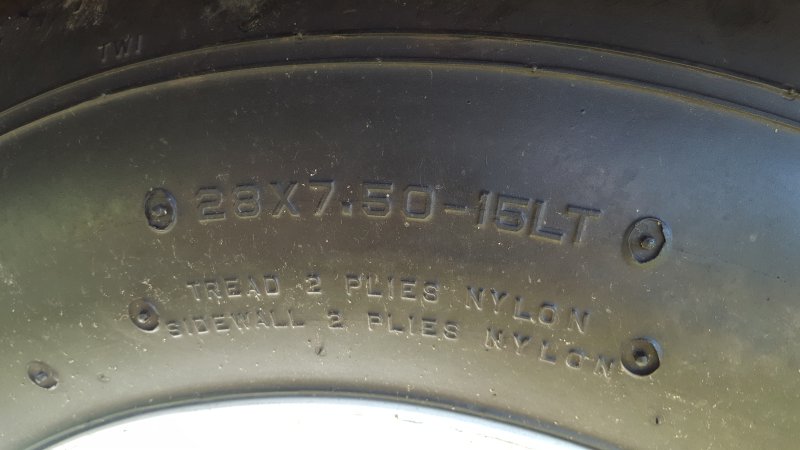 TWI
28X7.50-15LT
TREAD 2 PLIES NYLON
SIDEWALL 2 PLIES NYLON